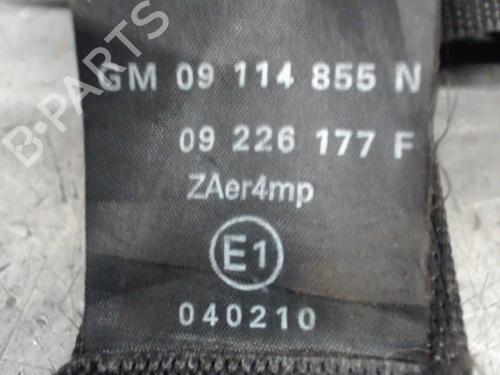 GM 09 114 855 N
09 226 177 F
ZAer4mp
E1
040210
B-PARTS